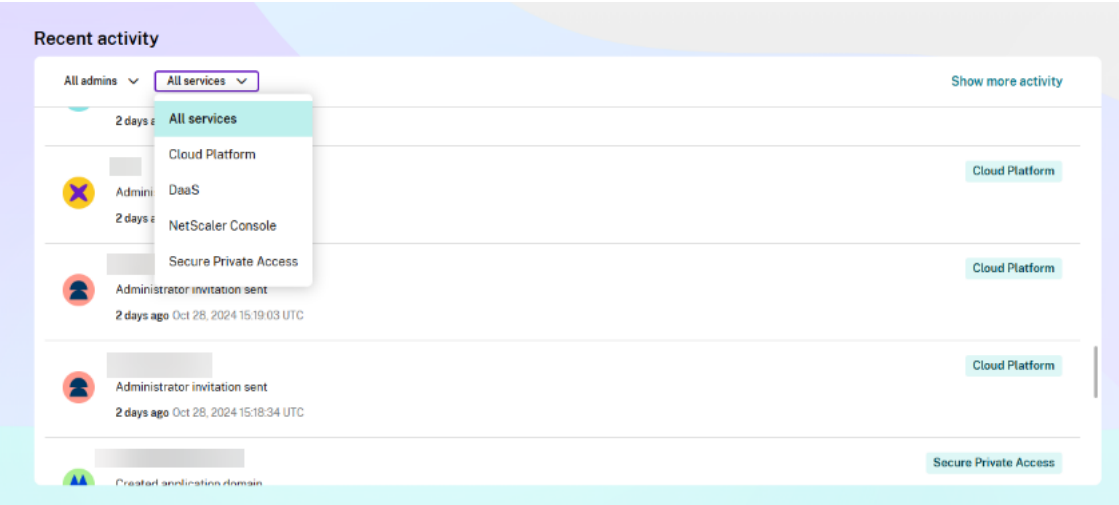 Recent activity
All admins All services Show more activity
All services
2 days
Cloud Platform
Cloud Platform
DaaS
2 days
NetScaler Console
Secure Private Access
Cloud Platform
Administrator invitation sent
2 days ago Oct 28, 2024 15:19:03 UTC
Cloud Platform
Administrator invitation sent
2 days ago Oct 28, 2024 15:18:34 UTC
Secure Private Access
Created application domain